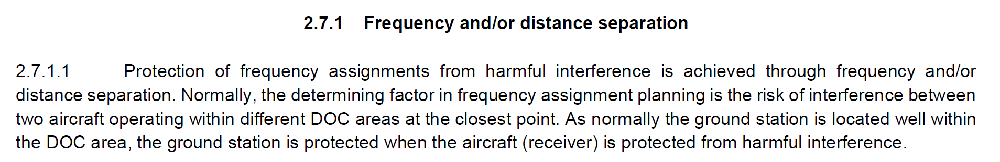 2.7.1 Frequency and/or distance separation
2.7.1.1 Protection of frequency assignments from harmful interference is achieved through frequency and/or
distance separation. Normally, the determining factor in frequency assignment planning is the risk of interference between
two aircraft operating within different DOC areas at the closest point. As normally the ground station is located well within
the DOC area, the ground station is protected when the aircraft (receiver) is protected from harmful interference.